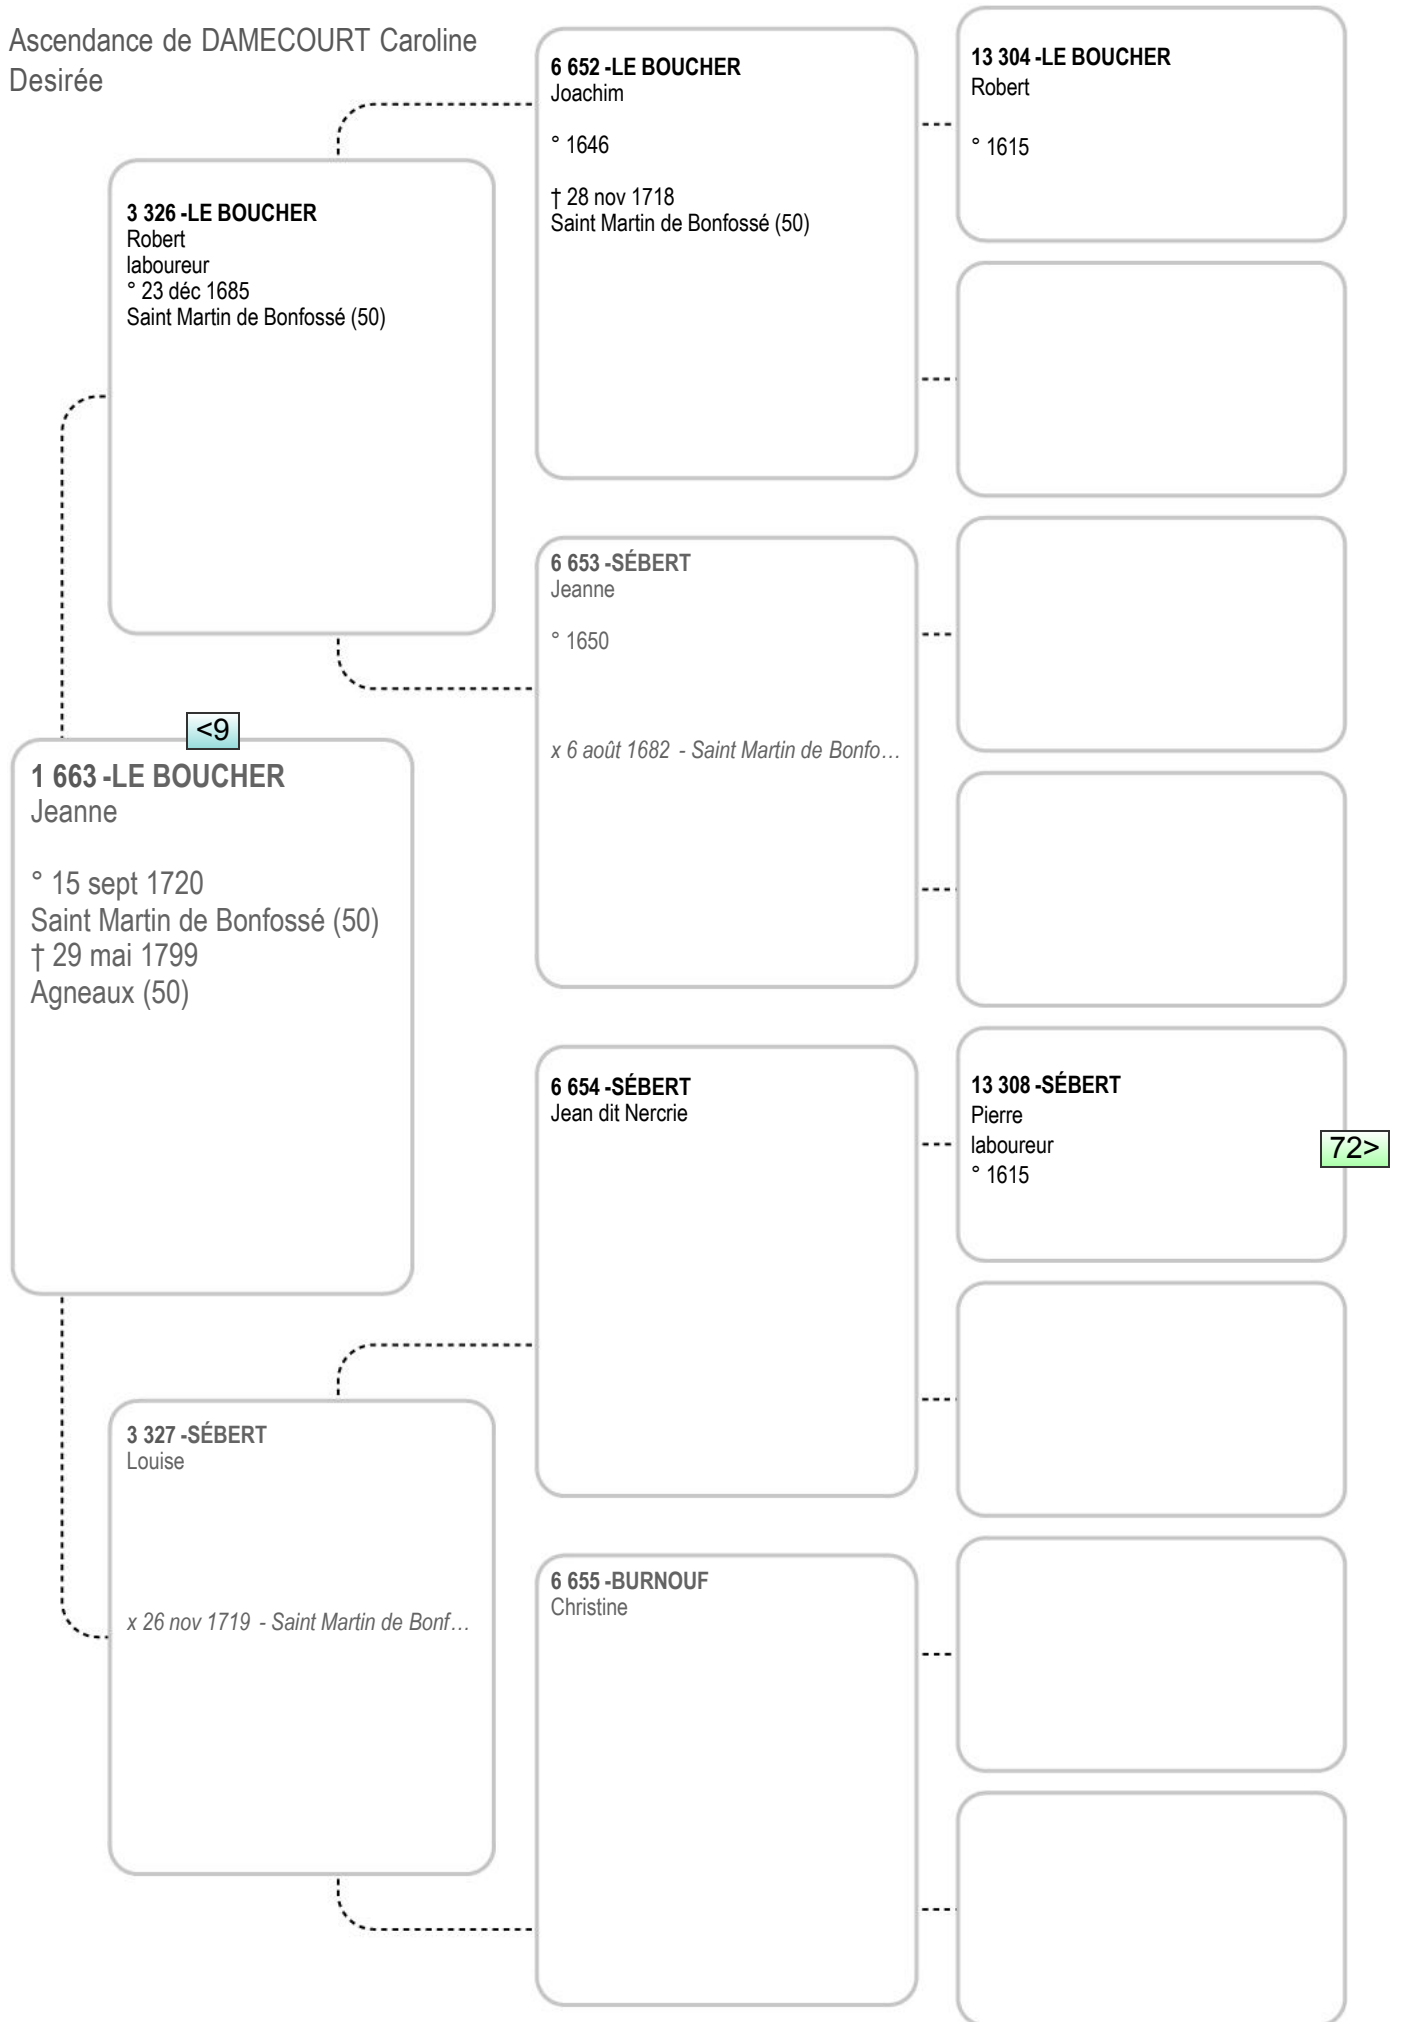 Ascendance de DAMECOURT Caroline
Desirée
<9
1 663 -LE BOUCHER
Jeanne
° 15 sept 1720
Saint Martin de Bonfossé (50)
† 29 mai 1799
Agneaux (50)
3 326 -LE BOUCHER
Robert
laboureur
° 23 déc 1685
Saint Martin de Bonfossé (50)
3 327 -SÉBERT
Louise
x 26 nov 1719 - Saint Martin de Bonf…
6 652 -LE BOUCHER
Joachim
° 1646
† 28 nov 1718
Saint Martin de Bonfossé (50)
6 653 -SÉBERT
Jeanne
° 1650
x 6 août 1682 - Saint Martin de Bonfo…
6 654 -SÉBERT
Jean dit Nercrie
6 655 -BURNOUF
Christine
13 304 -LE BOUCHER
Robert
° 1615
13 308 -SÉBERT
Pierre
laboureur
° 1615
72>